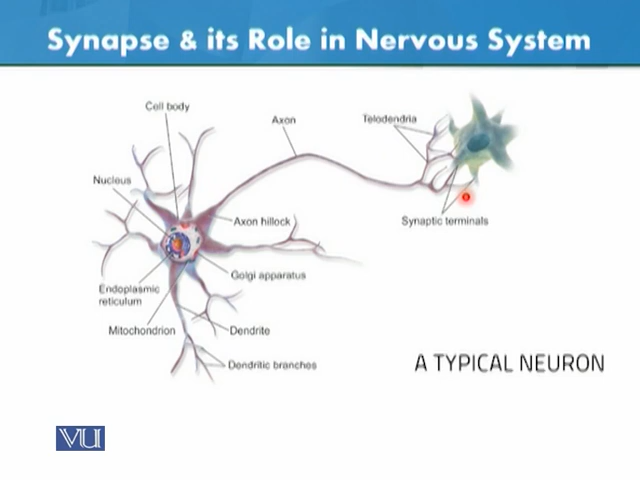 Synapse & its Role in Nervous System
Cell body
Axon
Telodendria
Nucleus
Axon hillock
Synaptic terminals
Golgi apparatus
Endoplasmic
reticulum
Mitochondrion
Dendrite
Dendritic branches
A TYPICAL NEURON
VU